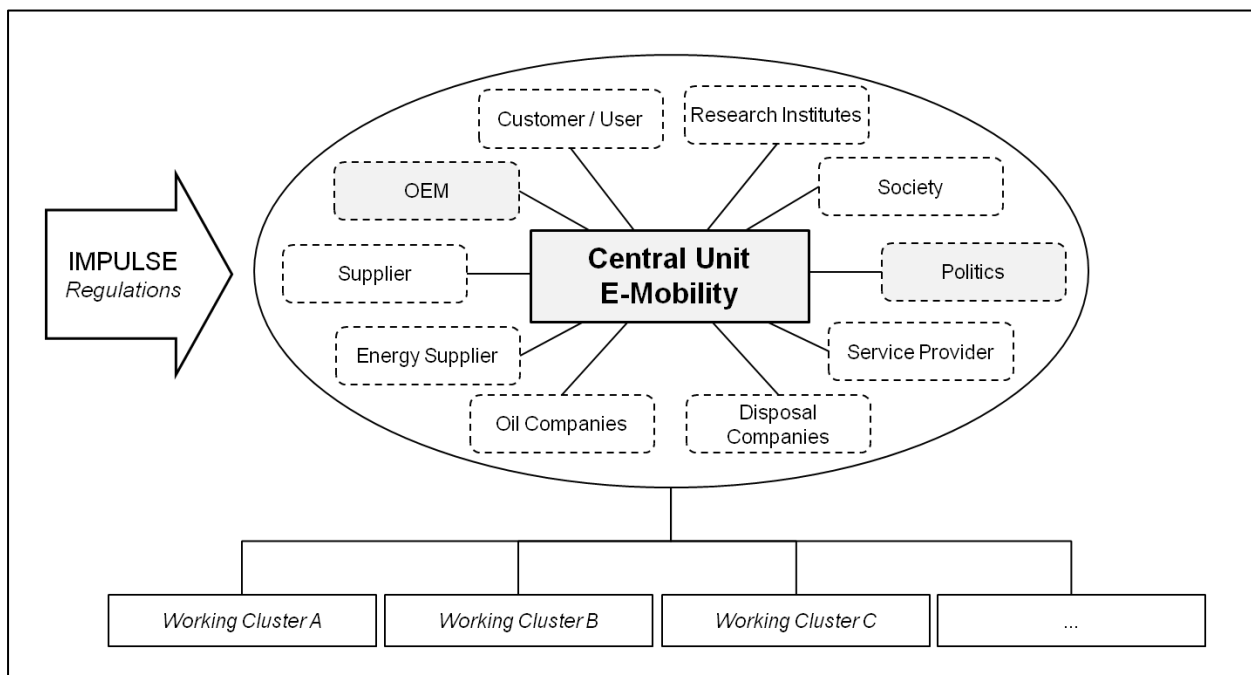 Customer / User
Research Institutes
OEM
Society
IMPULSE
Regulations
Supplier
Central Unit
E-Mobility
Politics
Energy Supplier
Service Provider
Oil Companies
Disposal
Companies
Working Cluster A
Working Cluster B
Working Cluster C
...